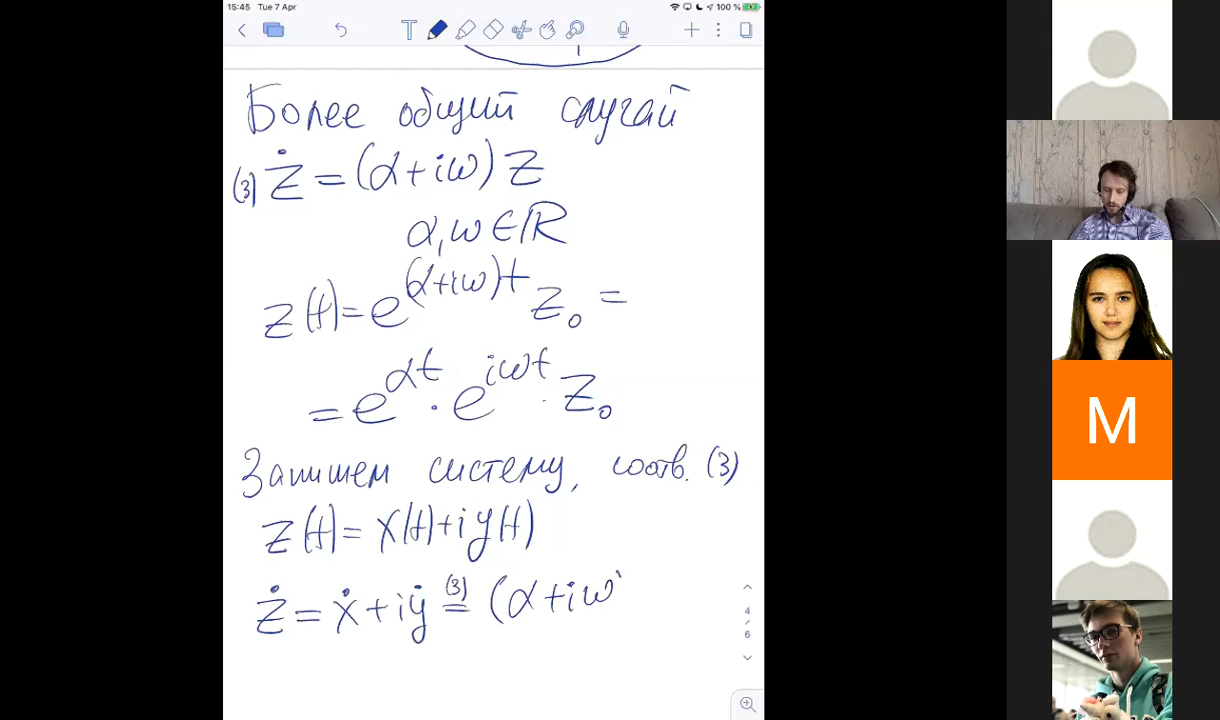 15:45 Tue 7 Apr 100 %
T
Более общий случай
(3) ż = (α+iω) z
α, ω ∈ ℝ
z(t) = e^{(α+iω)t} z₀ =
= e^{αt} · e^{iωt} · z₀
Запишем систему, соотв. (3)
z(t) = x(t) + iy(t)
ż = ẋ + iẏ =^{(3)} (α+iω
4
/
6
M